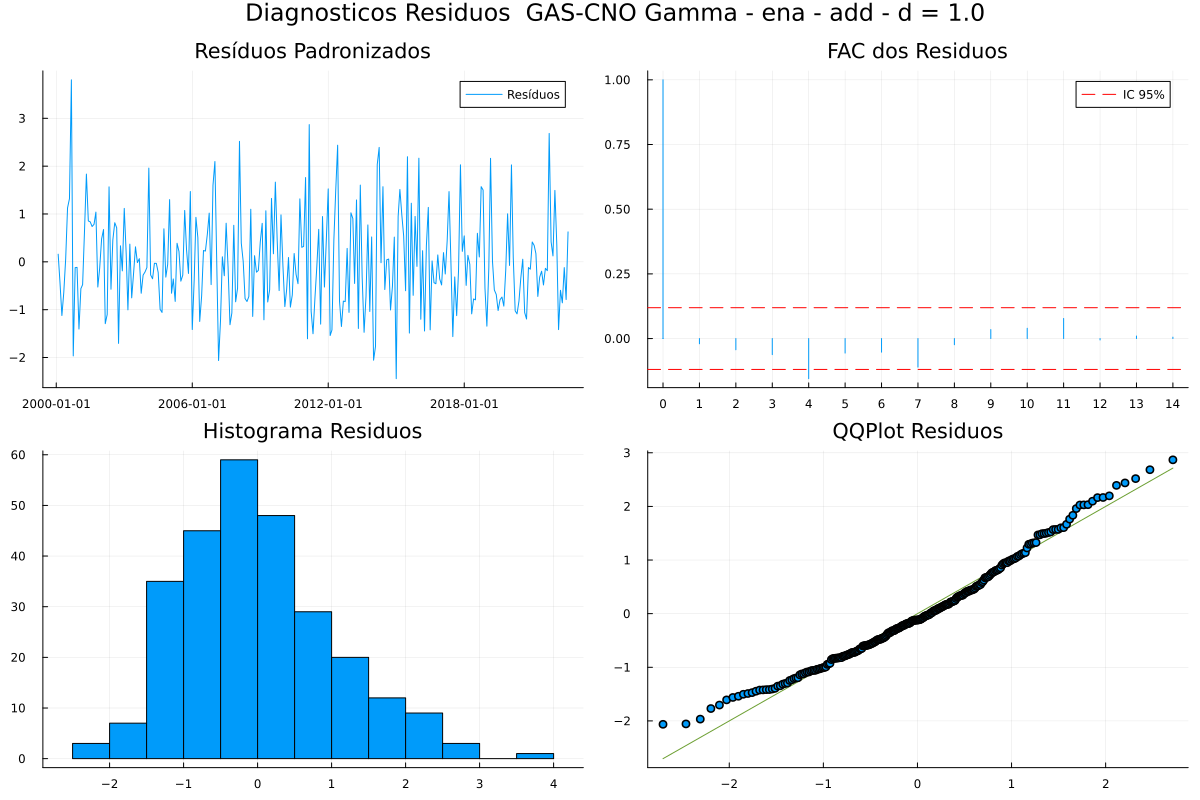 Diagnosticos Residuos  GAS-CNO Gamma - ena - add - d = 1.0
Resíduos Padronizados
Resíduos
3
2
1
0
−1
−2
2000-01-01 2006-01-01 2012-01-01 2018-01-01
FAC dos Residuos
IC 95%
1.00
0.75
0.50
0.25
0.00
0 1 2 3 4 5 6 7 8 9 10 11 12 13 14
Histograma Residuos
60
50
40
30
20
10
0
−2 −1 0 1 2 3 4
QQPlot Residuos
3
2
1
0
−1
−2
−2 −1 0 1 2